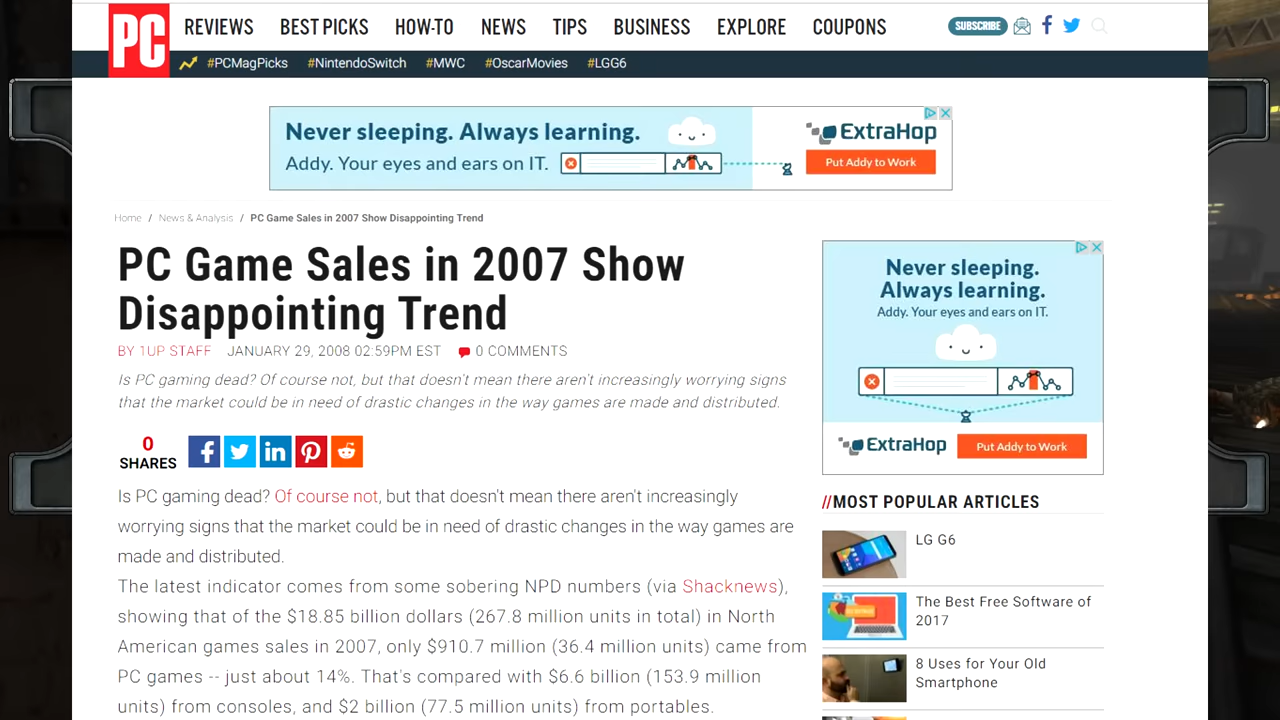 PC
REVIEWS BEST PICKS HOW-TO NEWS TIPS BUSINESS EXPLORE COUPONS SUBSCRIBE
#PCMagPicks #NintendoSwitch #MWC #OscarMovies #LGG6
Never sleeping. Always learning.
Addy. Your eyes and ears on IT.
ExtraHop
Put Addy to Work
Home / News & Analysis / PC Game Sales in 2007 Show Disappointing Trend
PC Game Sales in 2007 Show
Disappointing Trend
BY 1UP STAFF JANUARY 29, 2008 02:59PM EST 0 COMMENTS
Is PC gaming dead? Of course not, but that doesn't mean there aren't increasingly worrying signs
that the market could be in need of drastic changes in the way games are made and distributed.
0
SHARES
Is PC gaming dead? Of course not, but that doesn't mean there aren't increasingly
worrying signs that the market could be in need of drastic changes in the way games are
made and distributed.
The latest indicator comes from some sobering NPD numbers (via Shacknews),
showing that of the $18.85 billion dollars (267.8 million units in total) in North
American games sales in 2007, only $910.7 million (36.4 million units) came from
PC games -- just about 14%. That's compared with $6.6 billion (153.9 million
units) from consoles, and $2 billion (77.5 million units) from portables.
Never sleeping.
Always learning.
Addy. Your eyes and ears on IT.
ExtraHop
Put Addy to Work
//MOST POPULAR ARTICLES
LG G6
The Best Free Software of
2017
8 Uses for Your Old
Smartphone